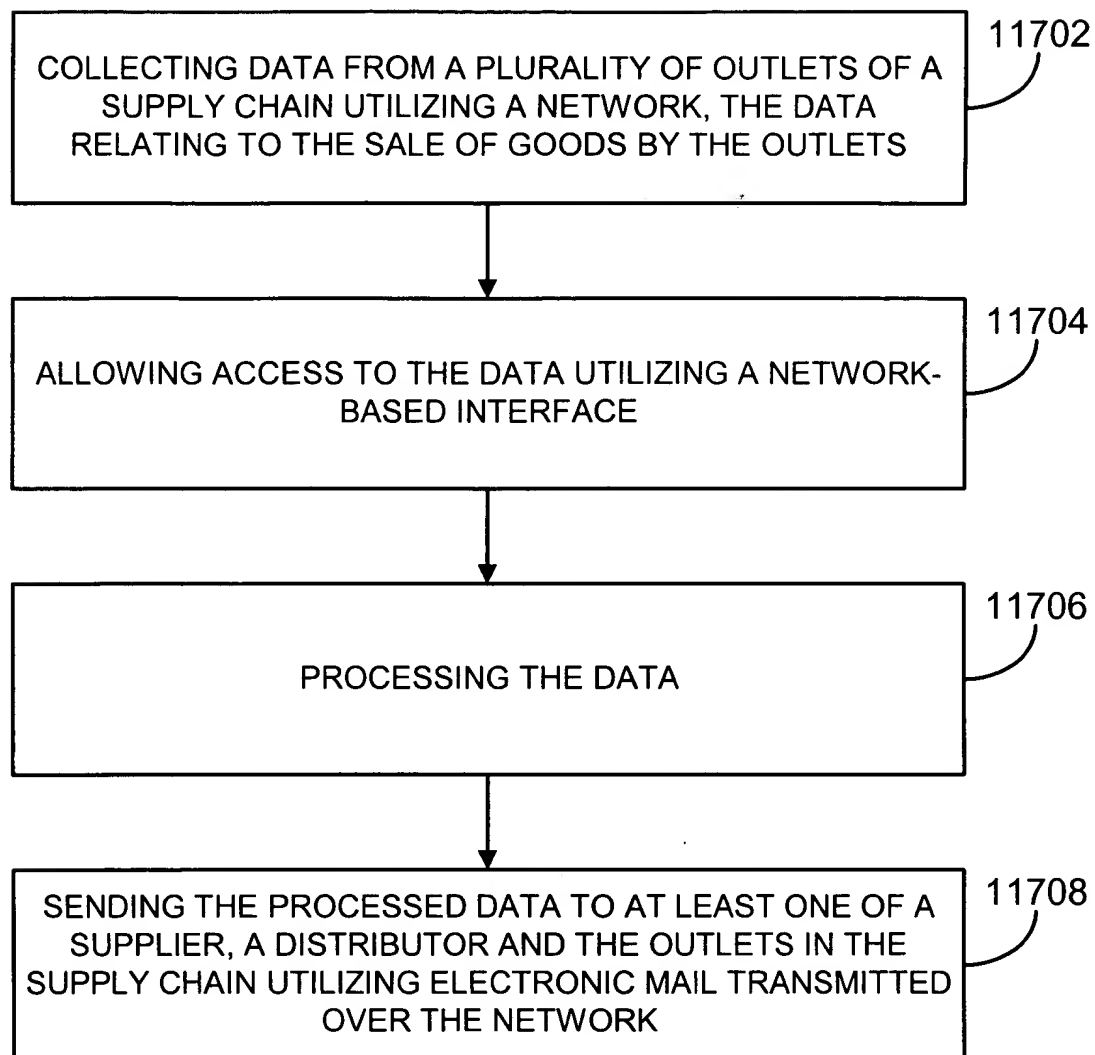 11702
COLLECTING DATA FROM A PLURALITY OF OUTLETS OF A
SUPPLY CHAIN UTILIZING A NETWORK, THE DATA
RELATING TO THE SALE OF GOODS BY THE OUTLETS
11704
ALLOWING ACCESS TO THE DATA UTILIZING A NETWORK-
BASED INTERFACE
11706
PROCESSING THE DATA
11708
SENDING THE PROCESSED DATA TO AT LEAST ONE OF A
SUPPLIER, A DISTRIBUTOR AND THE OUTLETS IN THE
SUPPLY CHAIN UTILIZING ELECTRONIC MAIL TRANSMITTED
OVER THE NETWORK